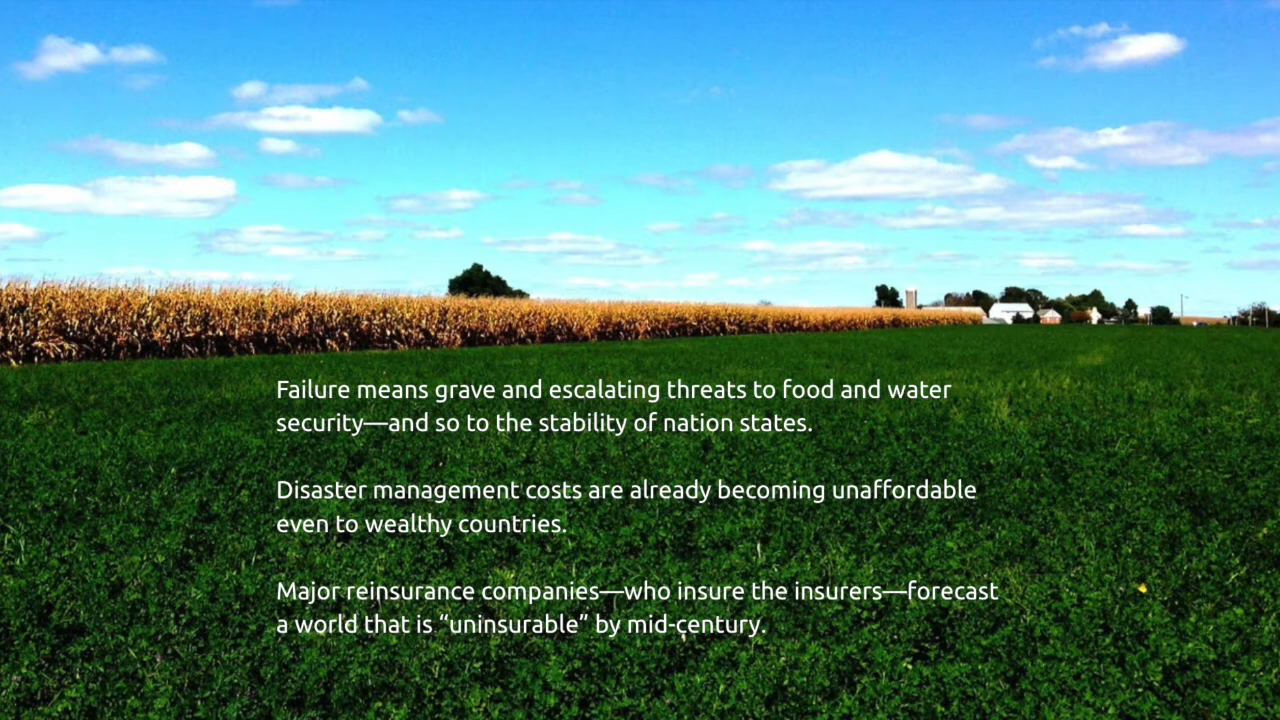 Failure means grave and escalating threats to food and water
security—and so to the stability of nation states.
Disaster management costs are already becoming unaffordable
even to wealthy countries.
Major reinsurance companies—who insure the insurers—forecast
a world that is “uninsurable” by mid-century.